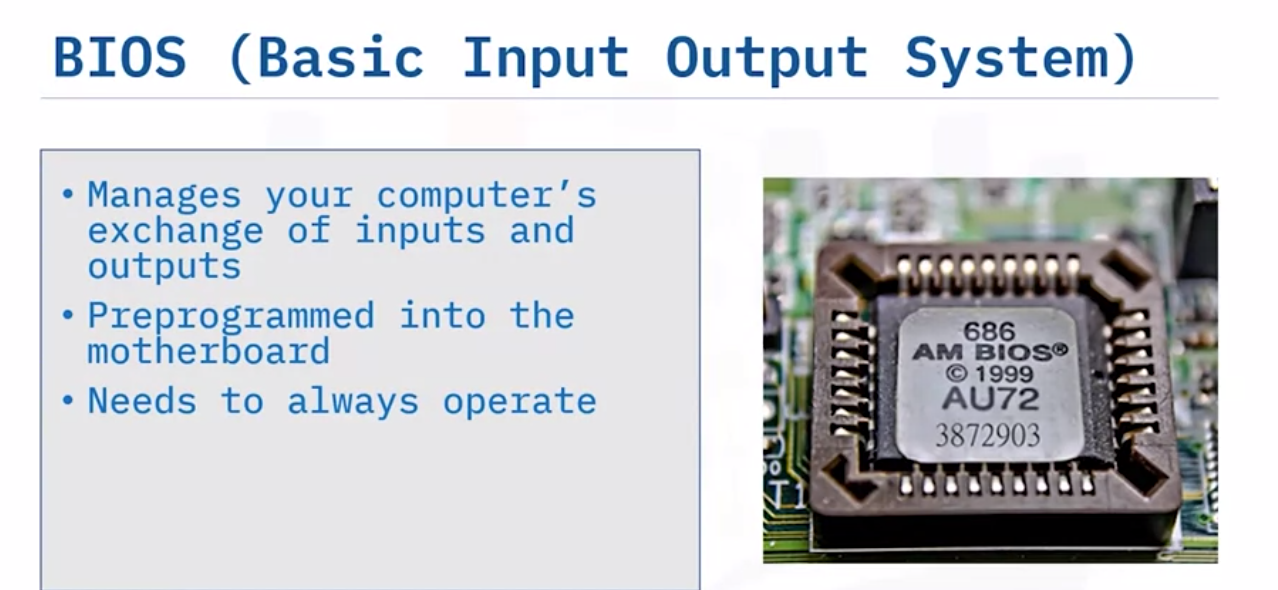 BIOS (Basic Input Output System)
• Manages your computer’s
exchange of inputs and
outputs
• Preprogrammed into the
motherboard
• Needs to always operate
686
AM BIOS®
© 1999
AU72
3872903
T1